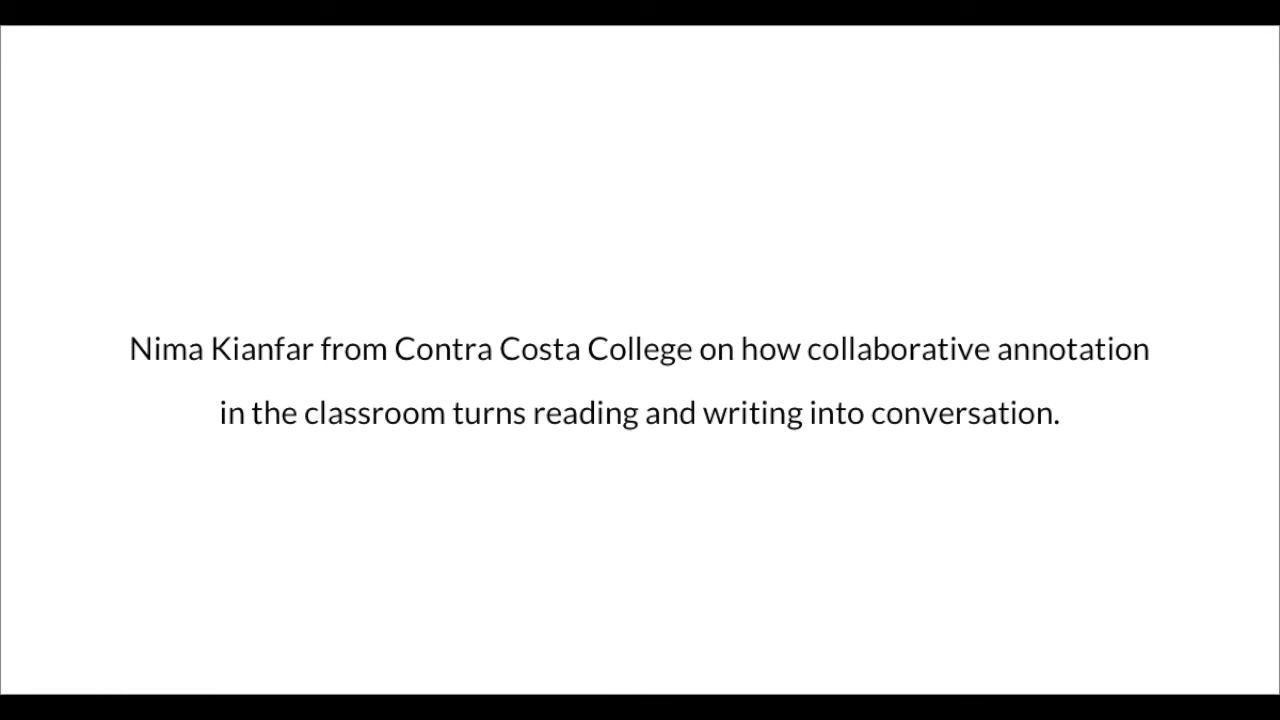 Nima Kianfar from Contra Costa College on how collaborative annotation
in the classroom turns reading and writing into conversation.